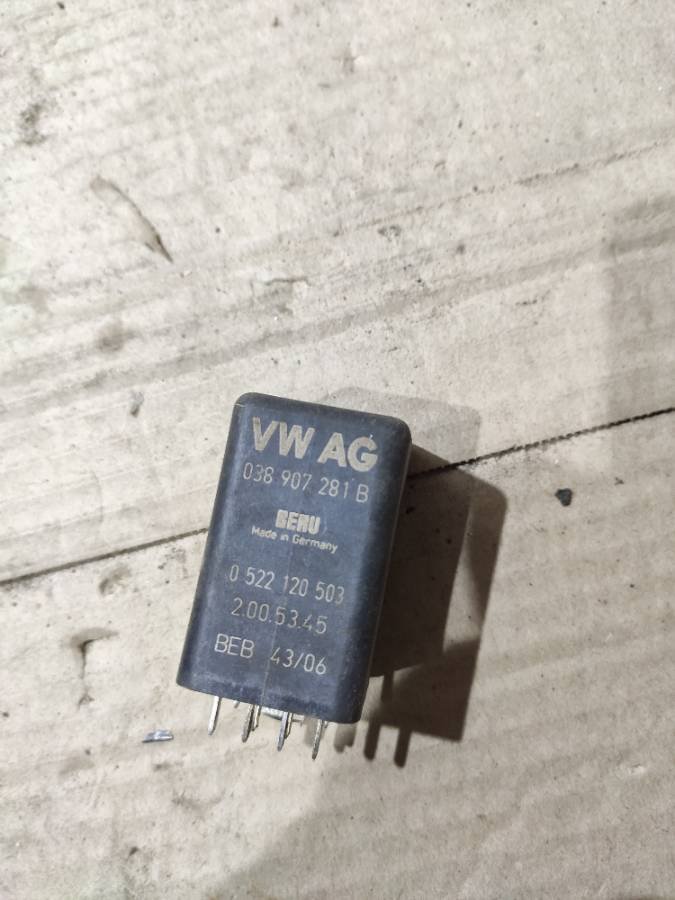 VW AG
038 907 281 B
BERU
Made in Germany
0 522 120 503
2.00.53.45
BEB 43/06